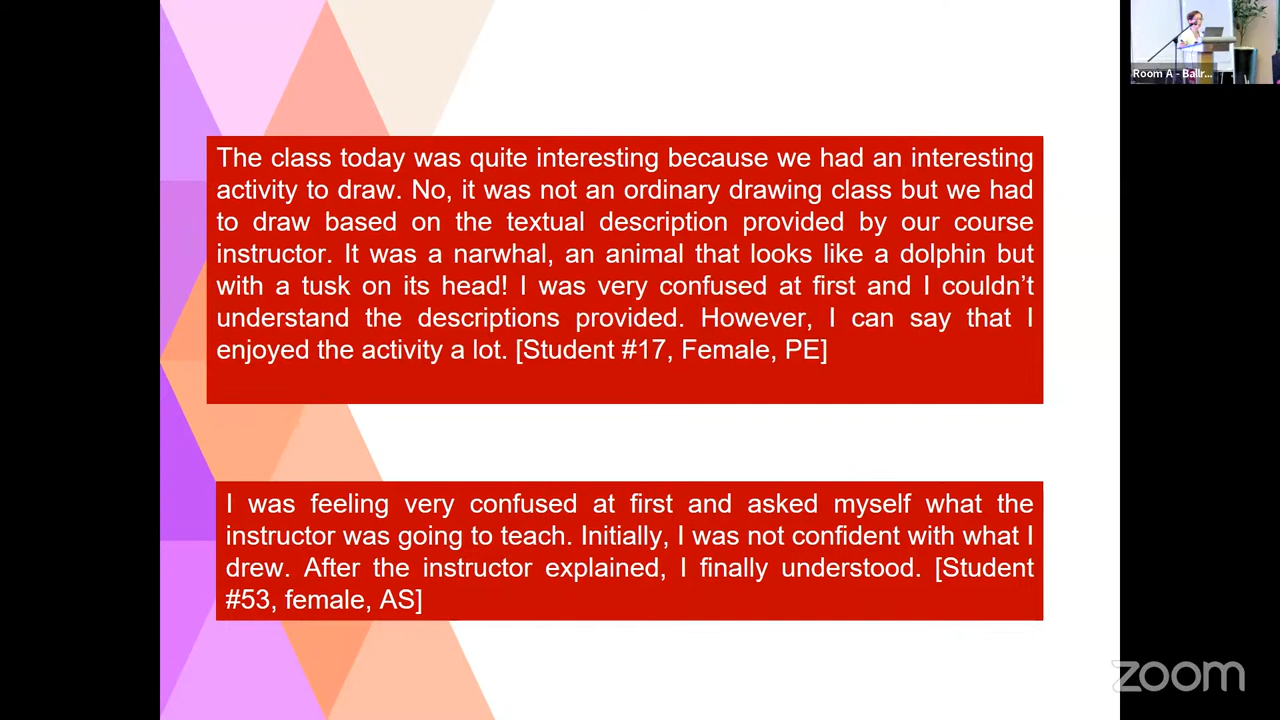 Room A - Ballr...
The class today was quite interesting because we had an interesting
activity to draw. No, it was not an ordinary drawing class but we had
to draw based on the textual description provided by our course
instructor. It was a narwhal, an animal that looks like a dolphin but
with a tusk on its head! I was very confused at first and I couldn’t
understand the descriptions provided. However, I can say that I
enjoyed the activity a lot. [Student #17, Female, PE]
I was feeling very confused at first and asked myself what the
instructor was going to teach. Initially, I was not confident with what I
drew. After the instructor explained, I finally understood. [Student
#53, female, AS]
zoom